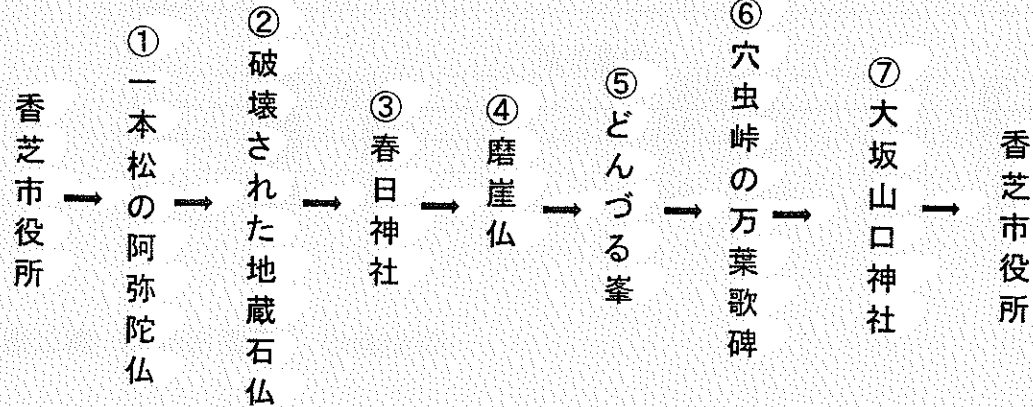 香芝市役所
→
①一本松の阿弥陀仏
→
②破壊された地蔵石仏
→
③春日神社
→
④磨崖仏
→
⑤どんづる峯
→
⑥穴虫峠の万葉歌碑
→
⑦大坂山口神社
→
香芝市役所